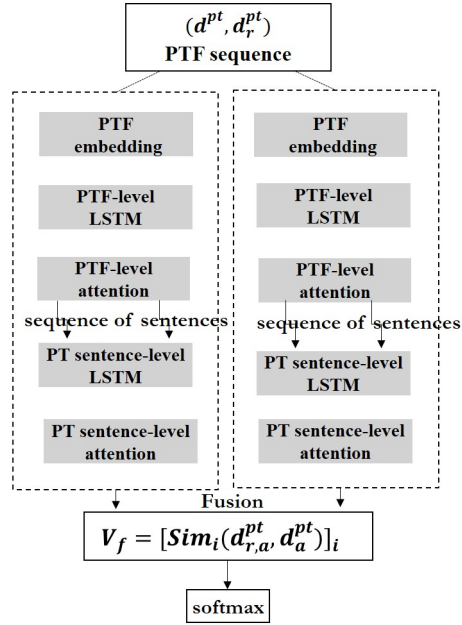 (d^{pt}, d_r^{pt})
PTF sequence
PTF
embedding
PTF-level
LSTM
PTF-level
attention
sequence of sentences
PT sentence-level
LSTM
PT sentence-level
attention
PTF
embedding
PTF-level
LSTM
PTF-level
attention
sequence of sentences
PT sentence-level
LSTM
PT sentence-level
attention
Fusion
V_f = [Sim_i(d_{r,a}^{pt}, d_a^{pt})]_i
softmax